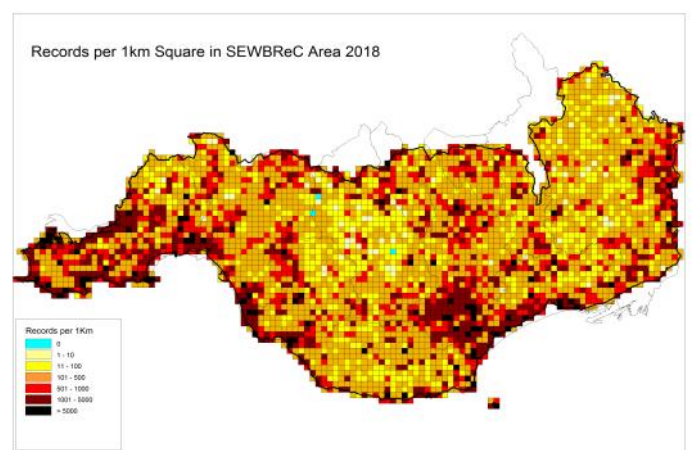 Records per 1km Square in SEWBReC Area 2018
Records per 1Km
0
1 - 10
11 - 100
101 - 500
501 - 1000
1001 - 5000
> 5000